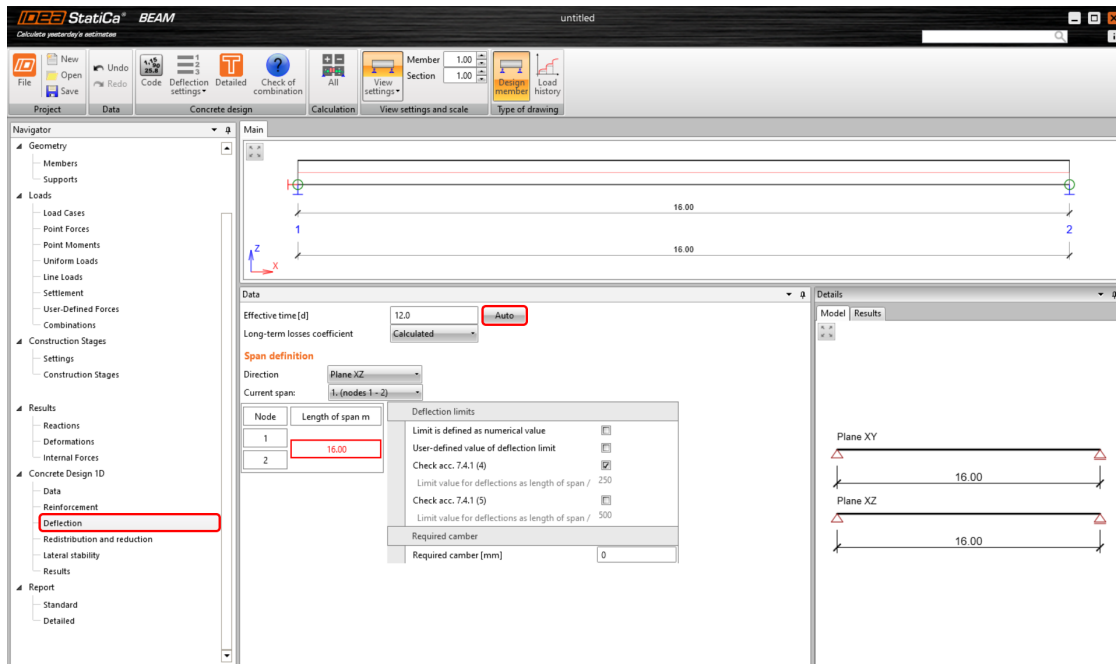 IDEA StatiCa® BEAM
untitled
Calculate yesterday's estimates
File
New
Open
Save
Project
Undo
Redo
Data
Code
Deflection settings
Detailed
Check of combination
Concrete design
All
Calculation
View settings
Member 1.00
Section 1.00
View settings and scale
Design member
Load history
Type of drawing
Navigator
Geometry
Members
Supports
Loads
Load Cases
Point Forces
Point Moments
Uniform Loads
Line Loads
Settlement
User-Defined Forces
Combinations
Construction Stages
Settings
Construction Stages
Results
Reactions
Deformations
Internal Forces
Concrete Design 1D
Data
Reinforcement
Deflection
Redistribution and reduction
Lateral stability
Results
Report
Standard
Detailed
Main
16.00
1 2
16.00
Z
X
Data
Effective time [d] 12.0 Auto
Long-term losses coefficient Calculated
Span definition
Direction Plane XZ
Current span: 1. (nodes 1 - 2)
Node Length of span m
1
16.00
2
Deflection limits
Limit is defined as numerical value
User-defined value of deflection limit
Check acc. 7.4.1 (4)
Limit value for deflections as length of span / 250
Check acc. 7.4.1 (5)
Limit value for deflections as length of span / 500
Required camber
Required camber [mm] 0
Details
Model Results
Plane XY
16.00
Plane XZ
16.00